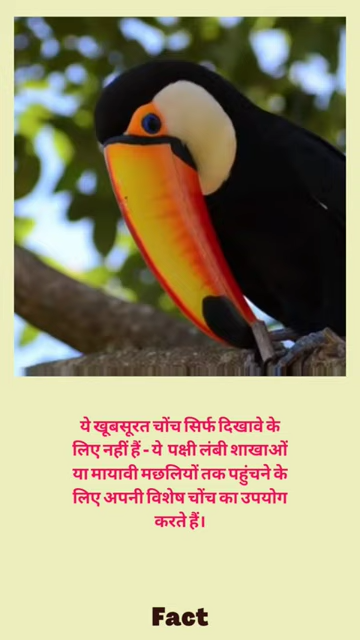 ये खूबसूरत चोंच सिर्फ दिखावे के
लिए नहीं हैं - ये पक्षी लंबी शाखाओं
या मायावी मछलियों तक पहुंचने के
लिए अपनी विशेष चोंच का उपयोग
करते हैं।
Fact